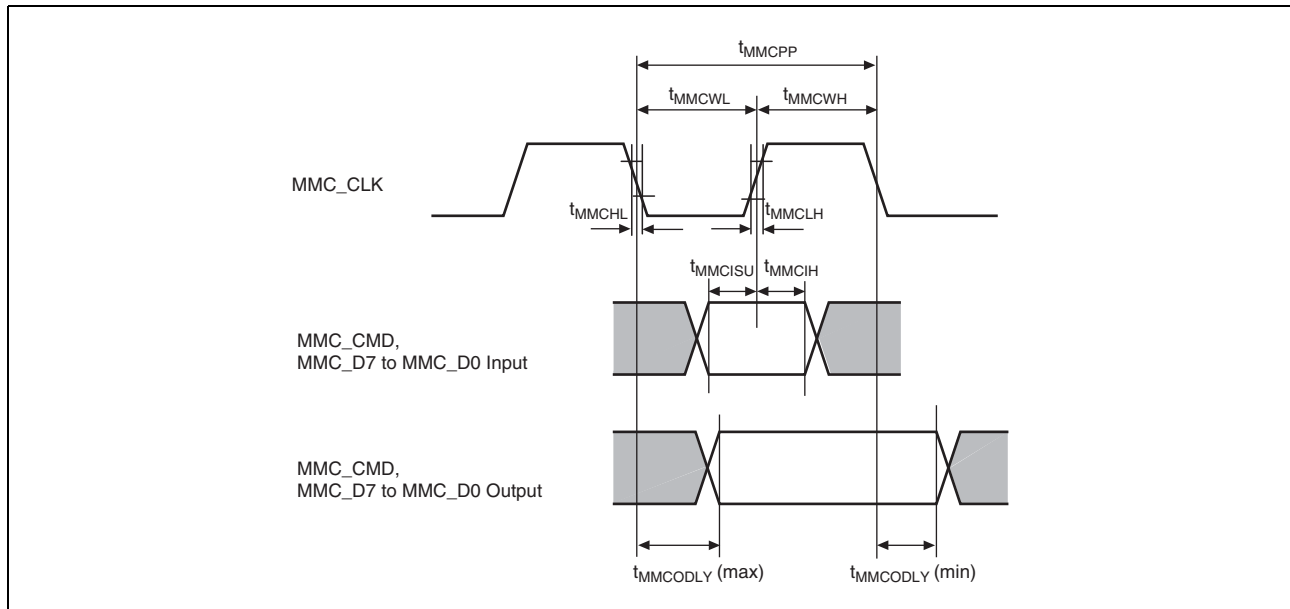 tMMCPP
tMMCWL tMMCWH
MMC_CLK
tMMCHL tMMCLH
tMMCISU tMMCIH
MMC_CMD,
MMC_D7 to MMC_D0 Input
MMC_CMD,
MMC_D7 to MMC_D0 Output
tMMCODLY (max) tMMCODLY (min)